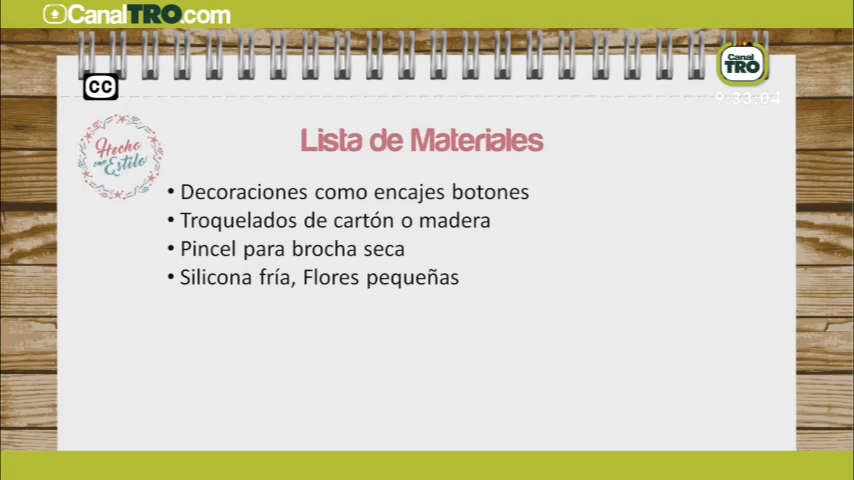 CanalTRO.com
Canal
TRO
CC
9:33:04
Hecho
con Estilo
Lista de Materiales
• Decoraciones como encajes botones
• Troquelados de cartón o madera
• Pincel para brocha seca
• Silicona fría, Flores pequeñas